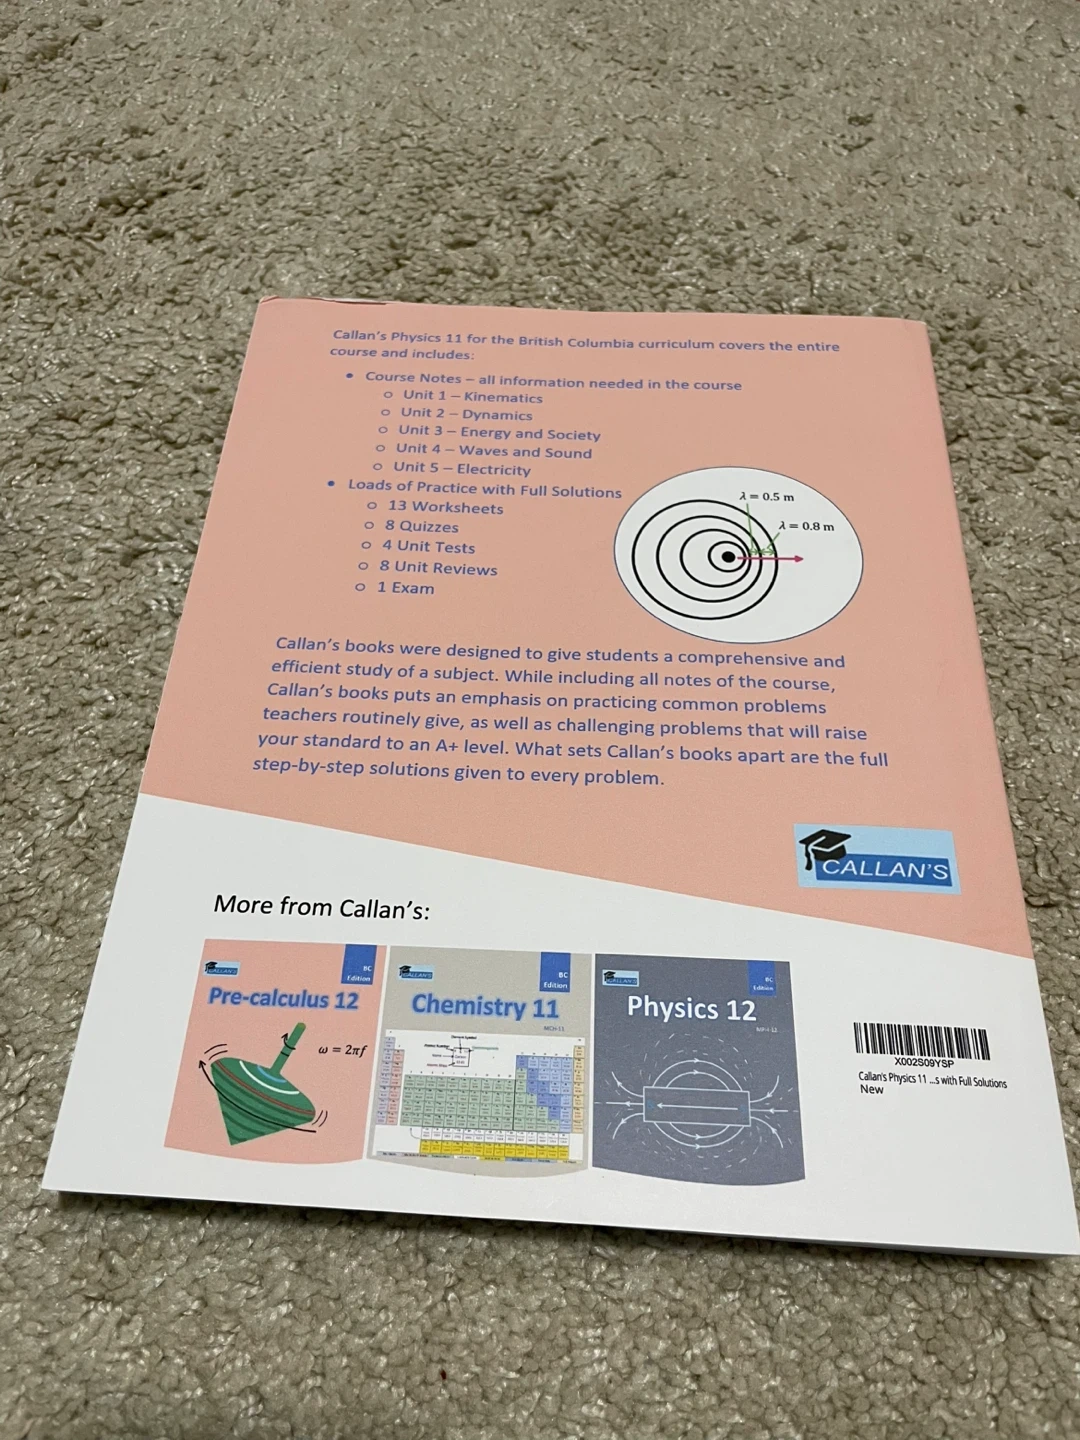 Callan's Physics 11 for the British Columbia curriculum covers the entire
course and includes:
• Course Notes – all information needed in the course
o Unit 1 – Kinematics
o Unit 2 – Dynamics
o Unit 3 – Energy and Society
o Unit 4 – Waves and Sound
o Unit 5 – Electricity
• Loads of Practice with Full Solutions
o 13 Worksheets
o 8 Quizzes
o 4 Unit Tests
o 8 Unit Reviews
o 1 Exam
λ = 0.5 m
λ = 0.8 m
Callan's books were designed to give students a comprehensive and
efficient study of a subject. While including all notes of the course,
Callan's books puts an emphasis on practicing common problems
teachers routinely give, as well as challenging problems that will raise
your standard to an A+ level. What sets Callan's books apart are the full
step-by-step solutions given to every problem.
CALLAN'S
More from Callan's:
CALLAN'S
BC
Edition
Pre-calculus 12
ω = 2πf
CALLAN'S
BC
Edition
Chemistry 11
MCH-11
CALLAN'S
BC
Edition
Physics 12
X002S09YSP
Callan's Physics 11 ...s with Full Solutions
New